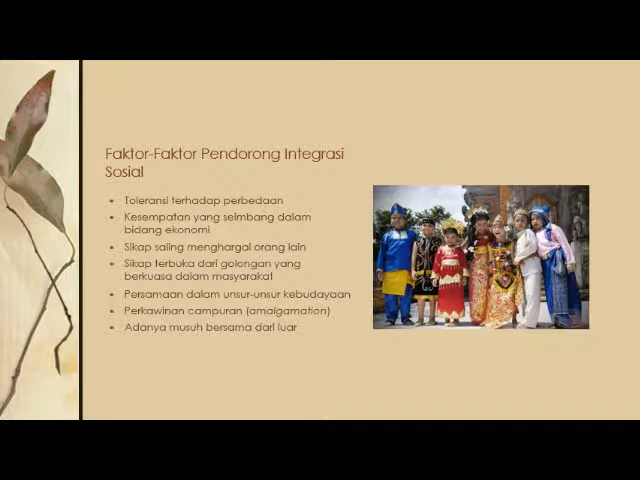 Faktor-Faktor Pendorong Integrasi
Sosial
• Toleransi terhadap perbedaan
• Kesempatan yang seimbang dalam
bidang ekonomi
• Sikap saling menghargai orang lain
• Sikap terbuka dari golongan yang
berkuasa dalam masyarakat
• Persamaan dalam unsur-unsur kebudayaan
• Perkawinan campuran (amalgamation)
• Adanya musuh bersama dari luar